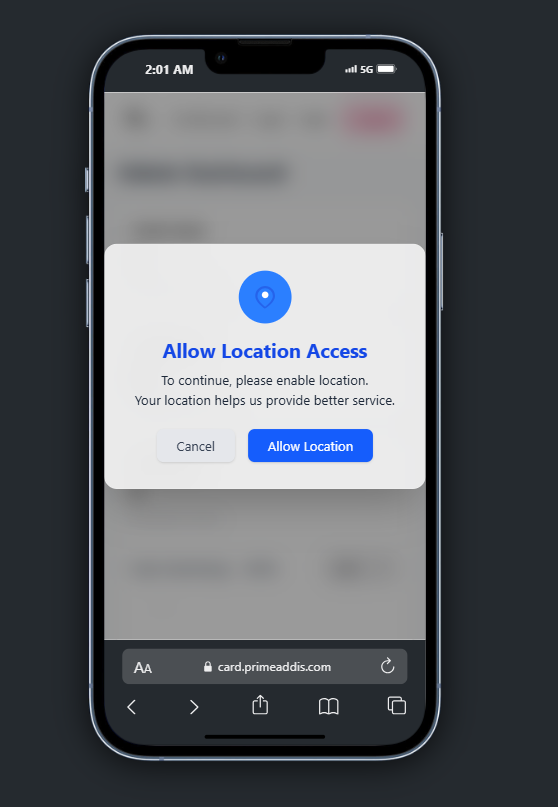 2:01 AM
5G
Allow Location Access
To continue, please enable location.
Your location helps us provide better service.
Cancel
Allow Location
AA
card.primeaddis.com